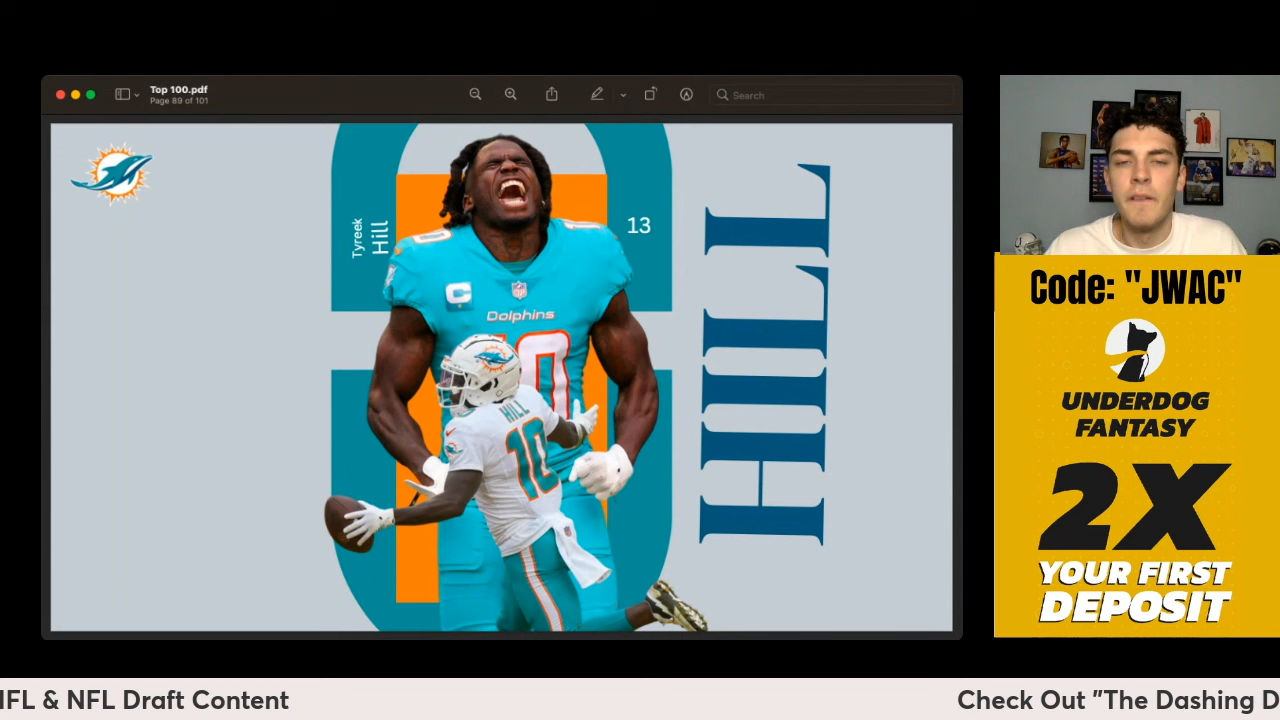 Top 100.pdf
Page 89 of 101
Search
Tyreek
Hill
13
C
Dolphins
10
HILL
10
HILL
Code: "JWAC"
UNDERDOG
FANTASY
2X
YOUR FIRST
DEPOSIT
IFL & NFL Draft Content
Check Out "The Dashing D